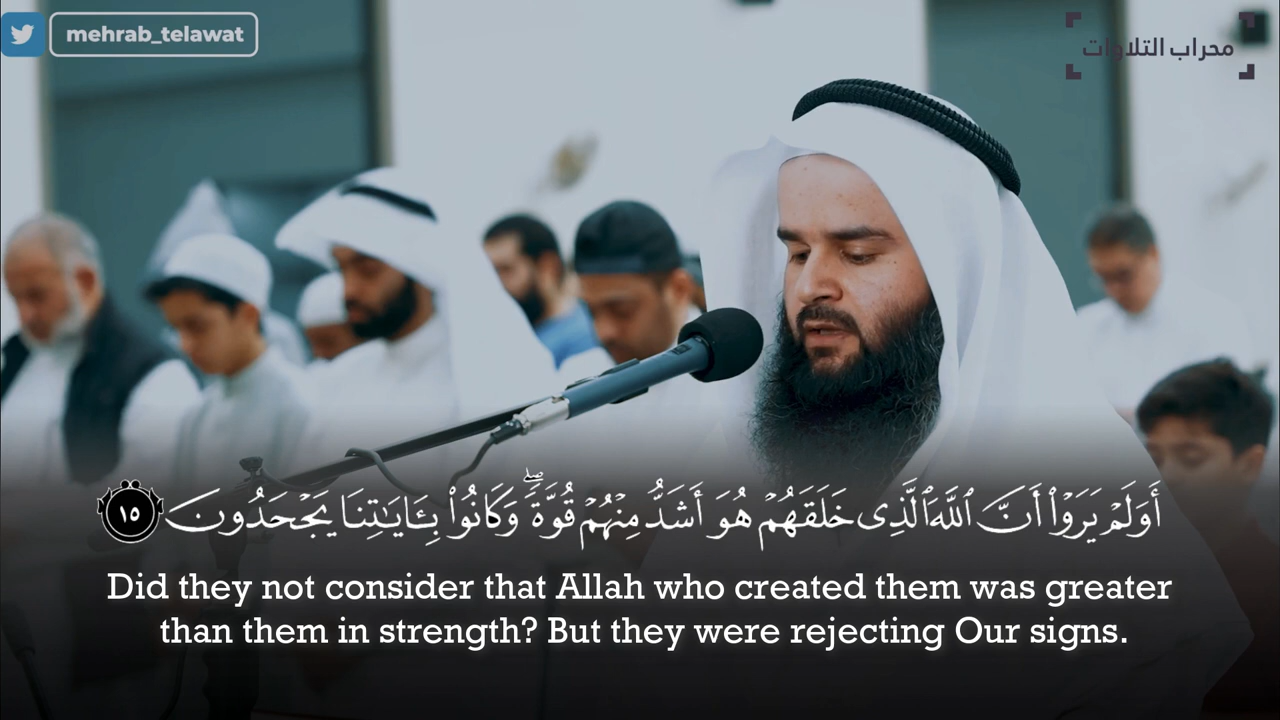 mehrab_telawat
محراب التلاوات
أَوَلَمْ يَرَوْا۟ أَنَّ ٱللَّهَ ٱلَّذِى خَلَقَهُمْ هُوَ أَشَدُّ مِنْهُمْ قُوَّةً ۖ وَكَانُوا۟ بِـَٔايَـٰتِنَا يَجْحَدُونَ ١٥
Did they not consider that Allah who created them was greater
than them in strength? But they were rejecting Our signs.